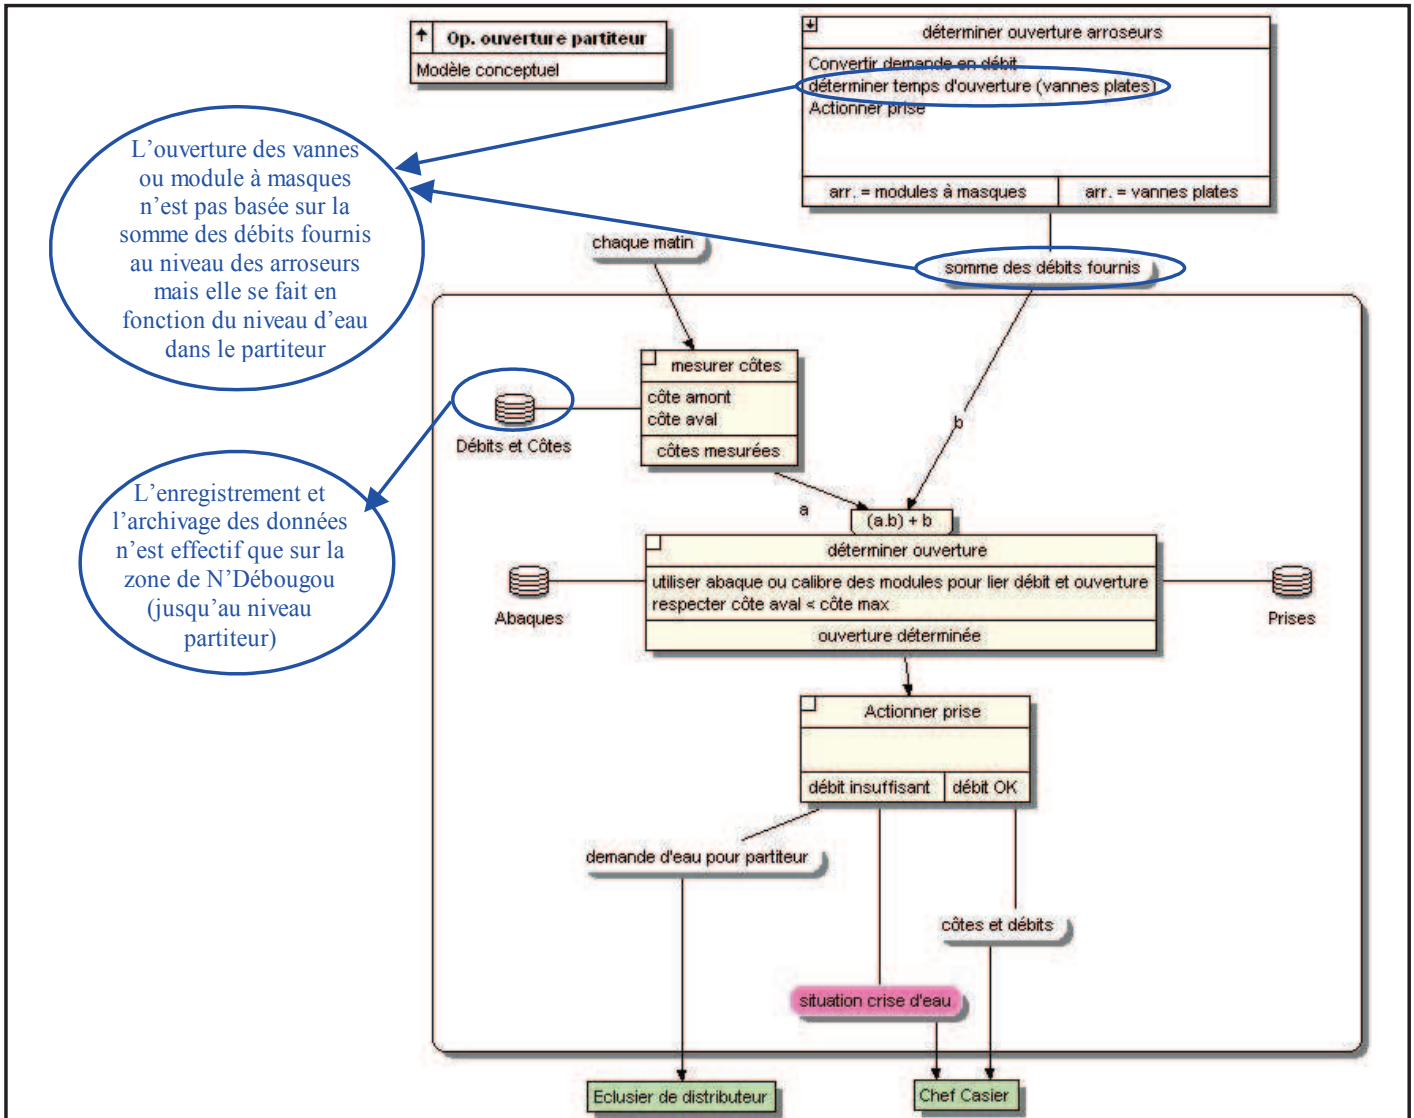 Op. ouverture partiteur
Modèle conceptuel
déterminer ouverture arroseurs
Convertir demande en débit
déterminer temps d'ouverture (vannes plates)
Actionner prise
arr. = modules à masques
arr. = vannes plates
L'ouverture des vannes
ou module à masques
n'est pas basée sur la
somme des débits fournis
au niveau des arroseurs
mais elle se fait en
fonction du niveau d'eau
dans le partiteur
chaque matin
somme des débits fournis
mesurer côtes
côte amont
côte aval
côtes mesurées
Débits et Côtes
b
L'enregistrement et
l'archivage des données
n'est effectif que sur la
zone de N'Débougou
(jusqu'au niveau
partiteur)
a
(a.b) + b
déterminer ouverture
utiliser abaque ou calibre des modules pour lier débit et ouverture
respecter côte aval < côte max
ouverture déterminée
Abaques
Prises
Actionner prise
débit insuffisant
débit OK
demande d'eau pour partiteur
côtes et débits
situation crise d'eau
Eclusier de distributeur
Chef Casier